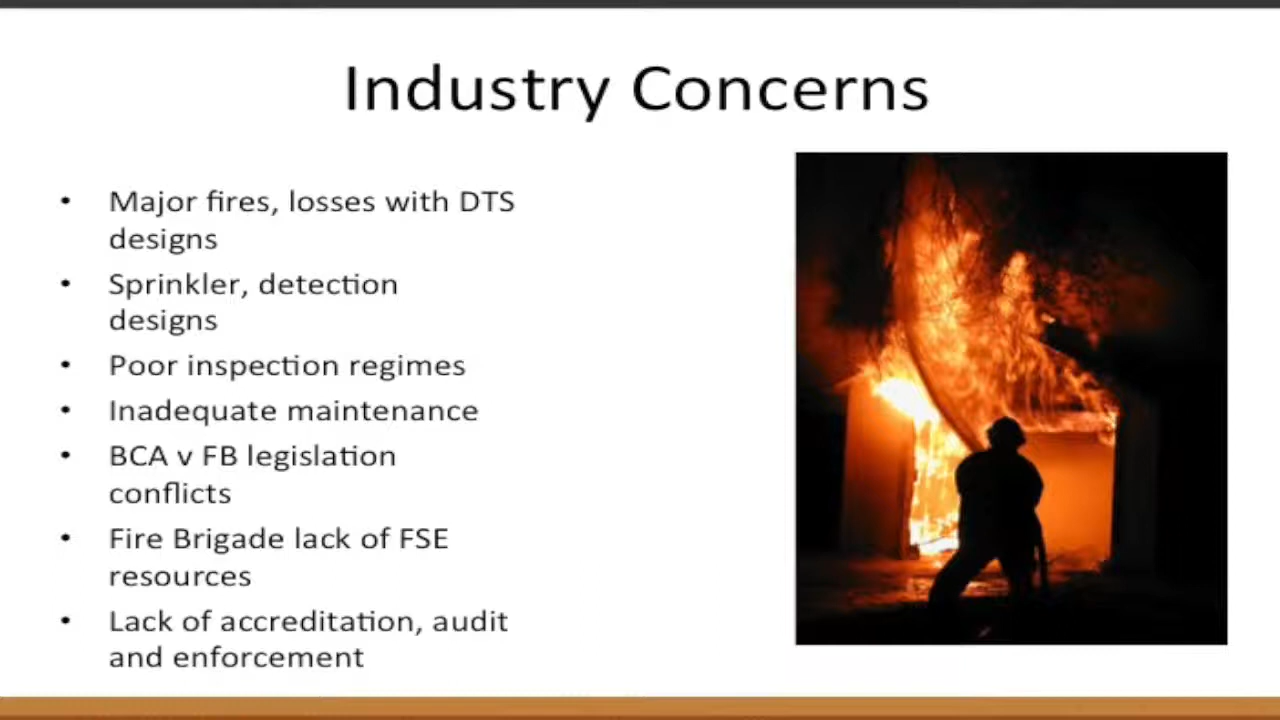 Industry Concerns
• Major fires, losses with DTS
designs
• Sprinkler, detection
designs
• Poor inspection regimes
• Inadequate maintenance
• BCA v FB legislation
conflicts
• Fire Brigade lack of FSE
resources
• Lack of accreditation, audit
and enforcement